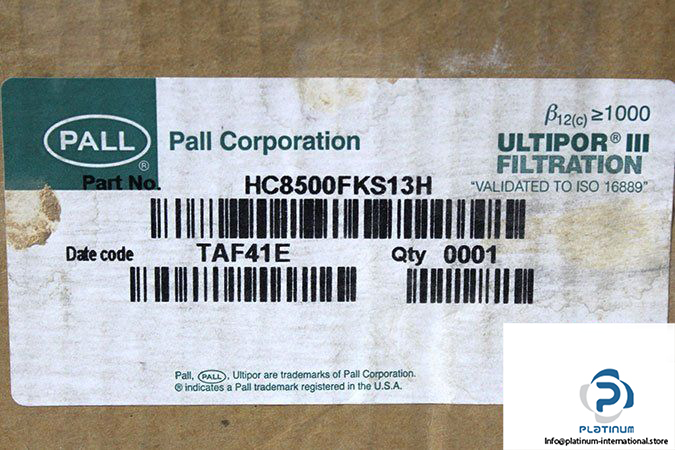 PALL ®
Pall Corporation
β12(c) ≥1000
ULTIPOR® III
FILTRATION
"VALIDATED TO ISO 16889"
Part No. HC8500FKS13H
Date code TAF41E Qty 0001
Pall, PALL, Ultipor are trademarks of Pall Corporation.
® indicates a Pall trademark registered in the U.S.A.
PLATINUM
Info@platinum-international.store